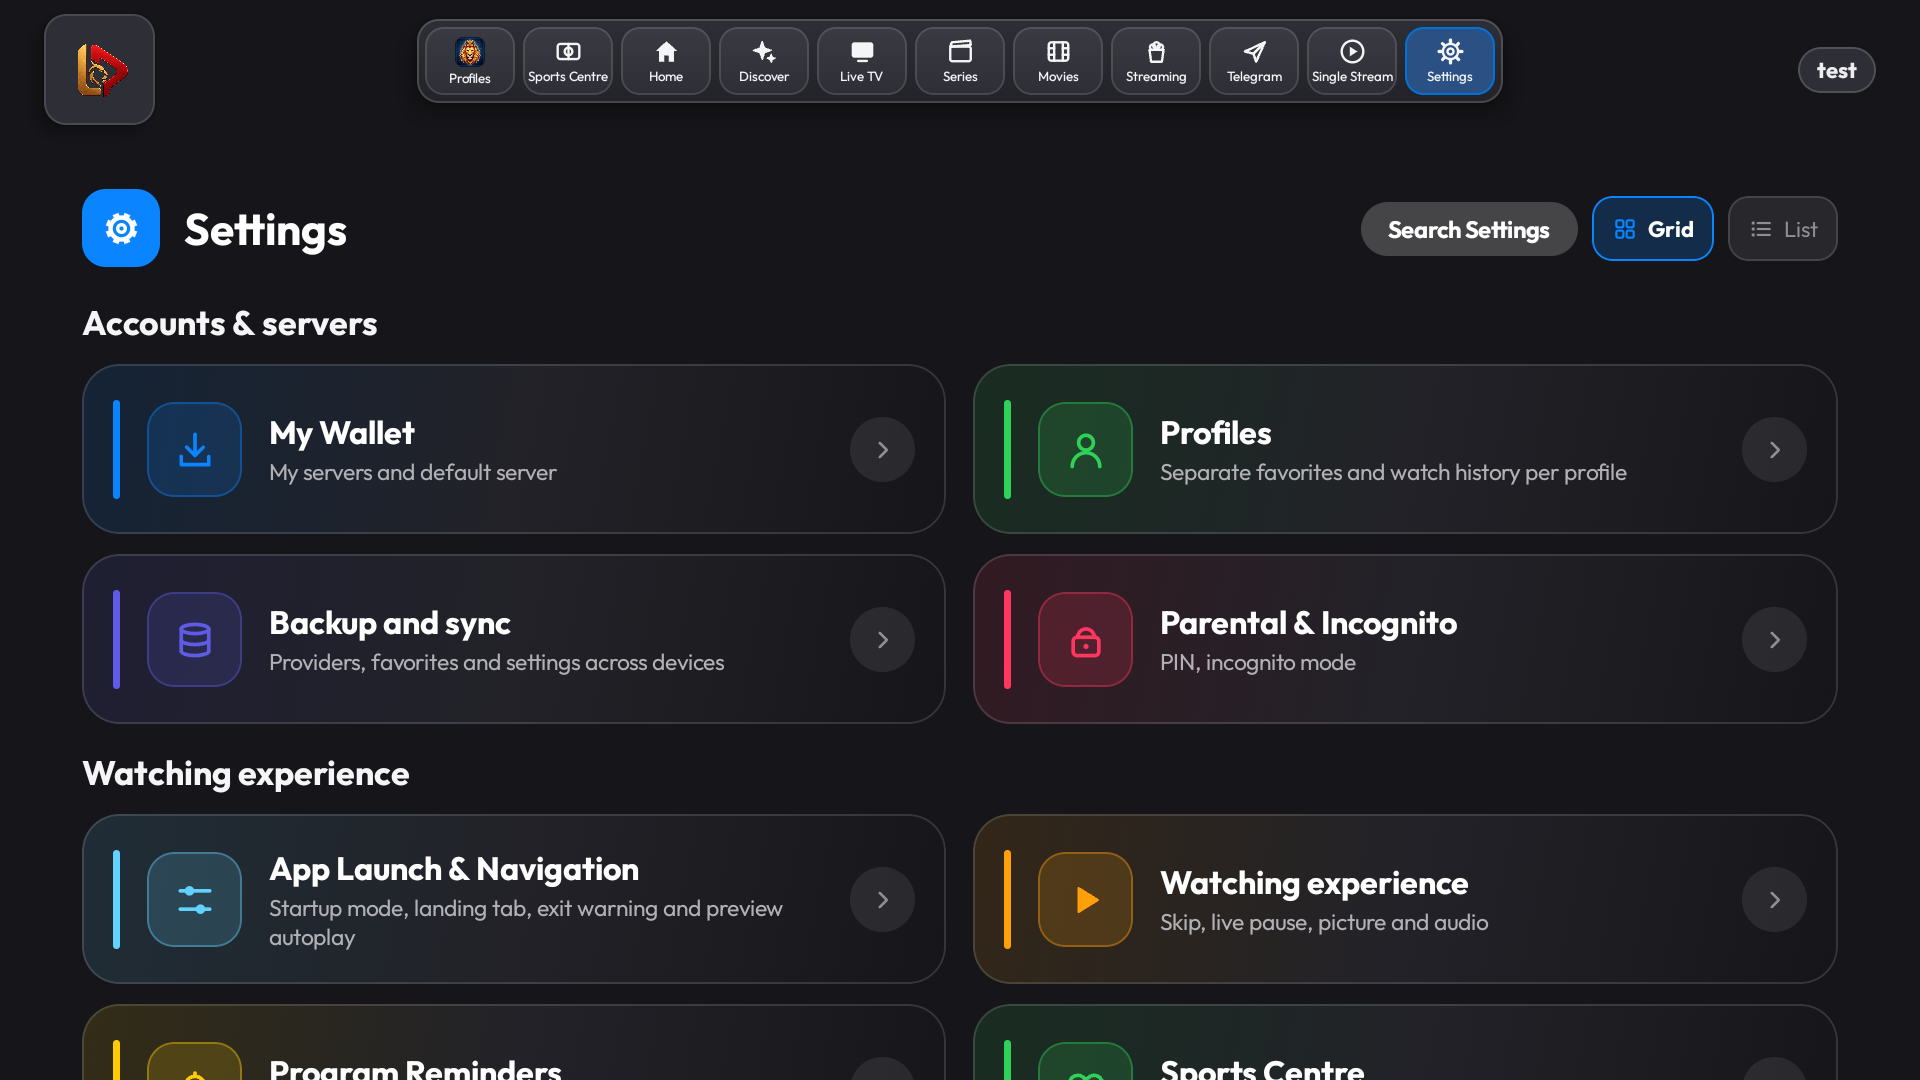 Profiles
Sports Centre
Home
Discover
Live TV
Series
Movies
Streaming
Telegram
Single Stream
Settings
test
Settings
Search Settings
Grid
List
Accounts & servers
My Wallet
My servers and default server
Profiles
Separate favorites and watch history per profile
Backup and sync
Providers, favorites and settings across devices
Parental & Incognito
PIN, incognito mode
Watching experience
App Launch & Navigation
Startup mode, landing tab, exit warning and preview
autoplay
Watching experience
Skip, live pause, picture and audio
Program Reminders
Sports Centre